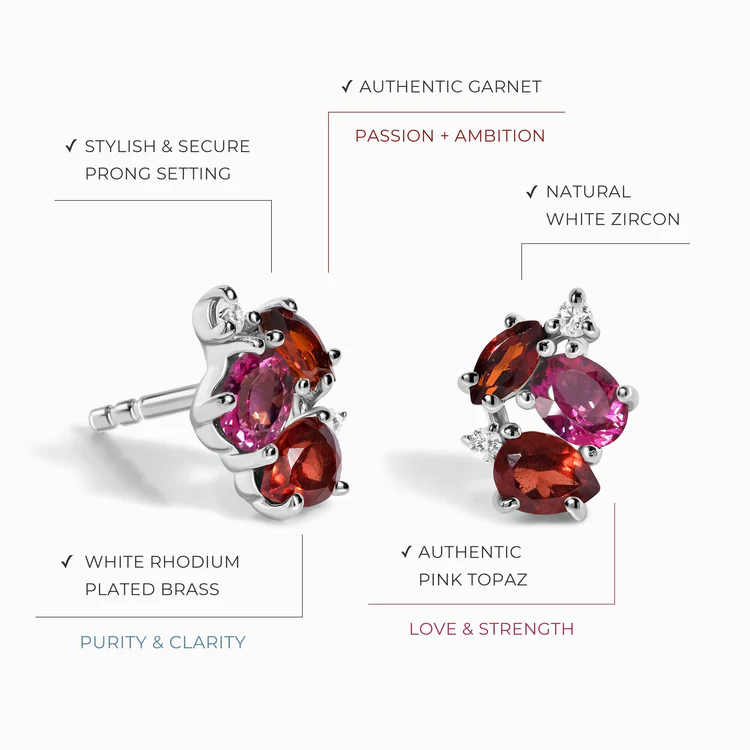 ✓ AUTHENTIC GARNET
PASSION + AMBITION
✓ STYLISH & SECURE
PRONG SETTING
✓ NATURAL
WHITE ZIRCON
✓ WHITE RHODIUM
PLATED BRASS
PURITY & CLARITY
✓ AUTHENTIC
PINK TOPAZ
LOVE & STRENGTH